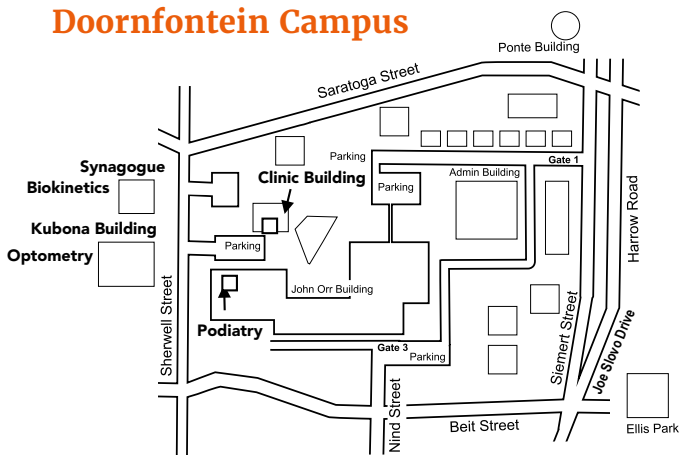 Doornfontein Campus
Ponte Building
Saratoga Street
Parking
Gate 1
Synagogue
Biokinetics
Clinic Building
Admin Building
Parking
Harrow Road
Kubona Building
Optometry
Parking
John Orr Building
Sherwell Street
Podiatry
Gate 3
Parking
Siemert Street
Joe Slovo Drive
Nind Street
Beit Street
Ellis Park